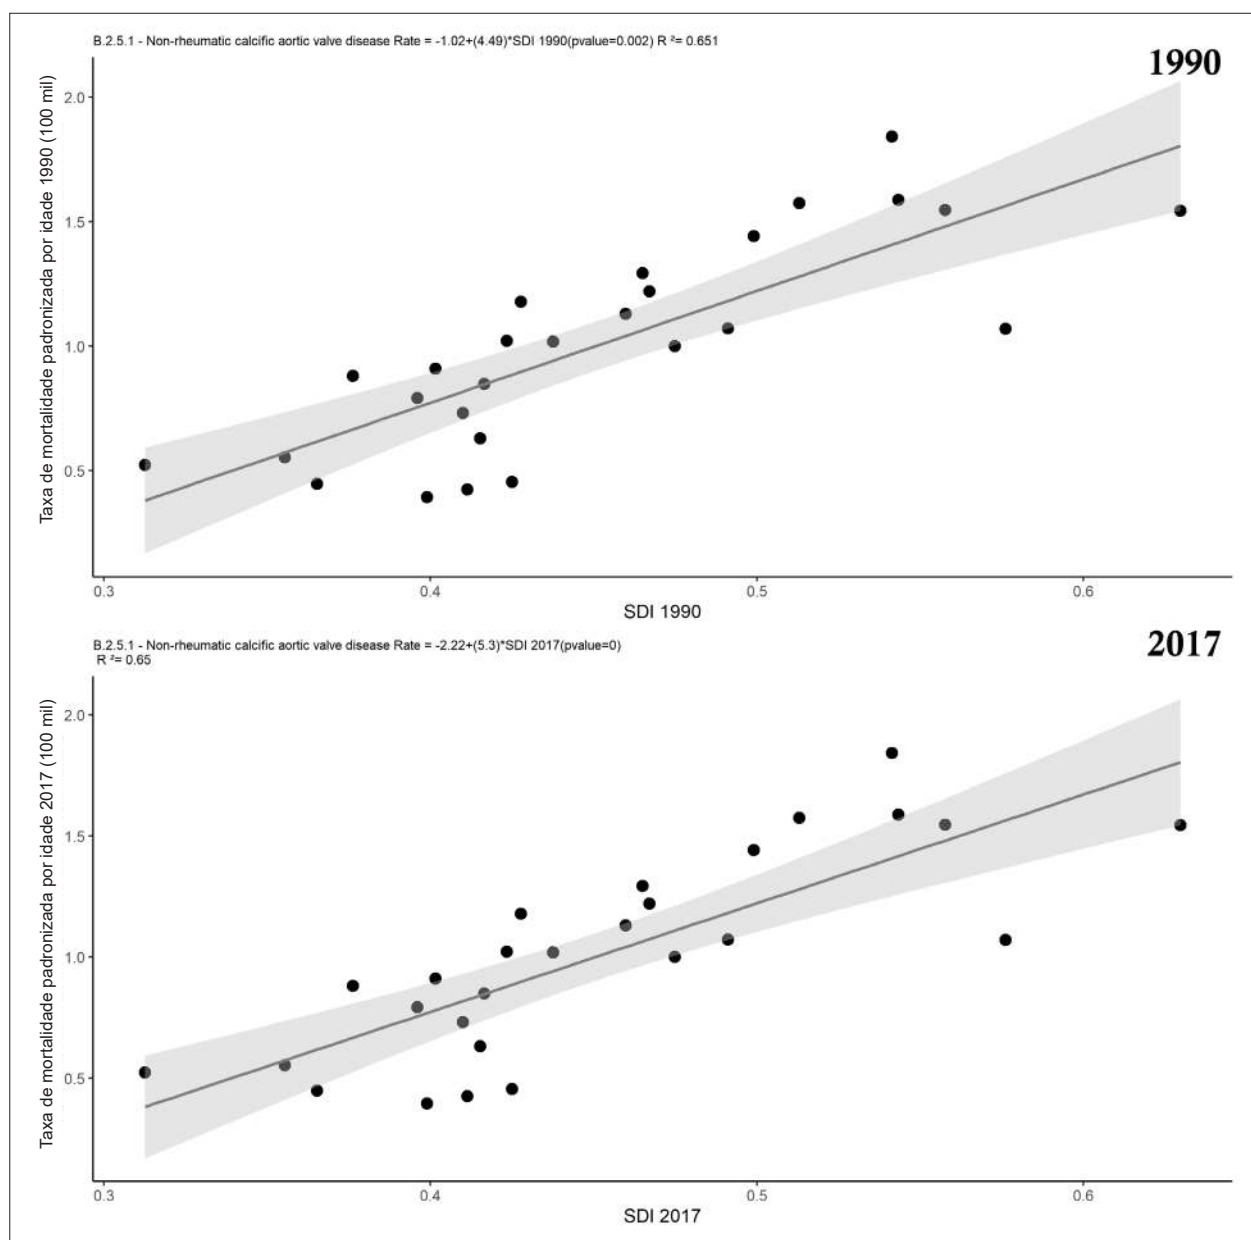 B.2.5.1 - Non-rheumatic calcific aortic valve disease Rate = -1.02+(4.49)*SDI 1990(pvalue=0.002) R ²= 0.651
1990
Taxa de mortalidade padronizada por idade 1990 (100 mil)
2.0
1.5
1.0
0.5
0.3 0.4 0.5 0.6
SDI 1990
B.2.5.1 - Non-rheumatic calcific aortic valve disease Rate = -2.22+(5.3)*SDI 2017(pvalue=0)
R ²= 0.65
2017
Taxa de mortalidade padronizada por idade 2017 (100 mil)
2.0
1.5
1.0
0.5
0.3 0.4 0.5 0.6
SDI 2017